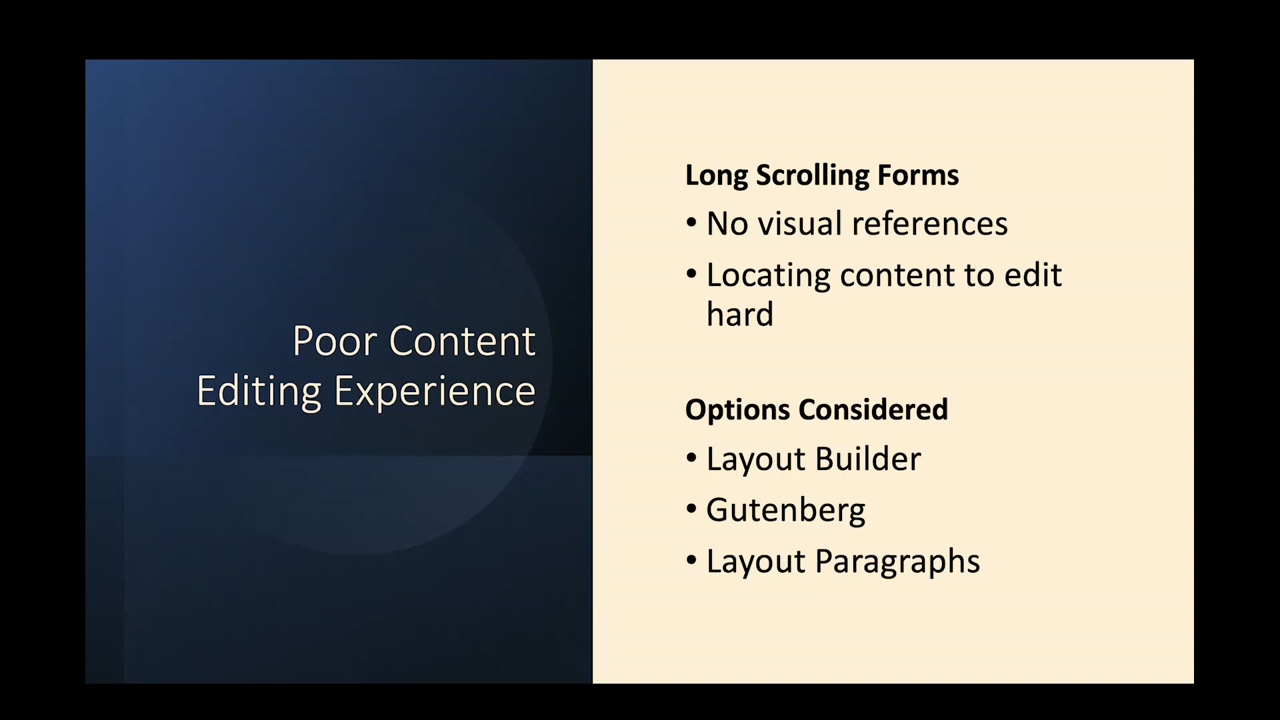 Poor Content
Editing Experience
Long Scrolling Forms
• No visual references
• Locating content to edit
hard
Options Considered
• Layout Builder
• Gutenberg
• Layout Paragraphs